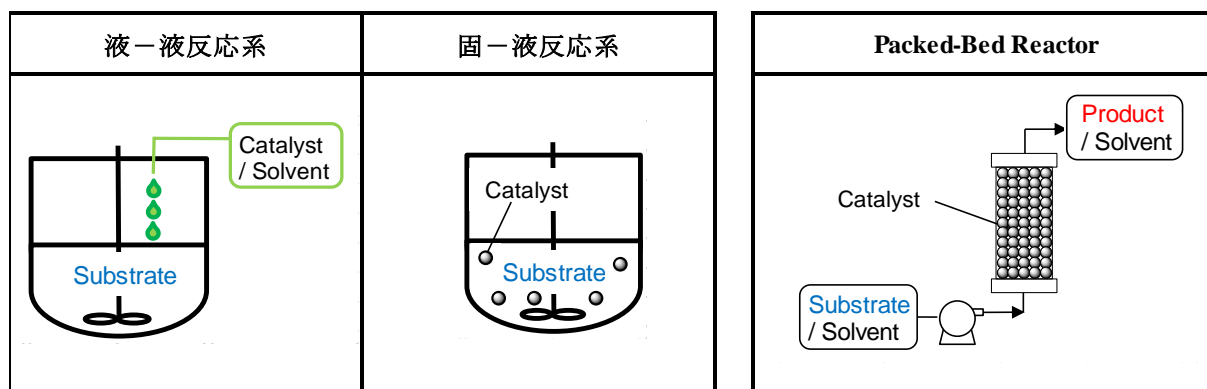 液－液反応系
固－液反応系
Packed-Bed Reactor
Catalyst
/ Solvent
Substrate
Catalyst
Substrate
Product
/ Solvent
Catalyst
Substrate
/ Solvent